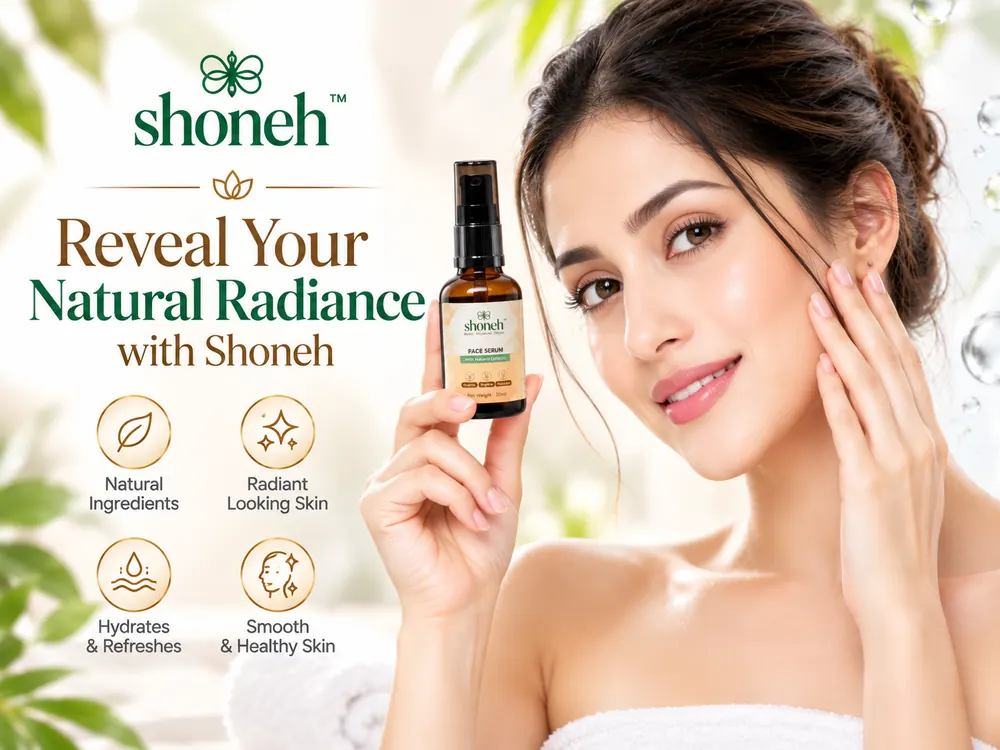 shoneh™
Reveal Your
Natural Radiance
with Shoneh
Natural
Ingredients
Radiant
Looking Skin
Hydrates
& Refreshes
Smooth
& Healthy Skin
shoneh
FACE SERUM